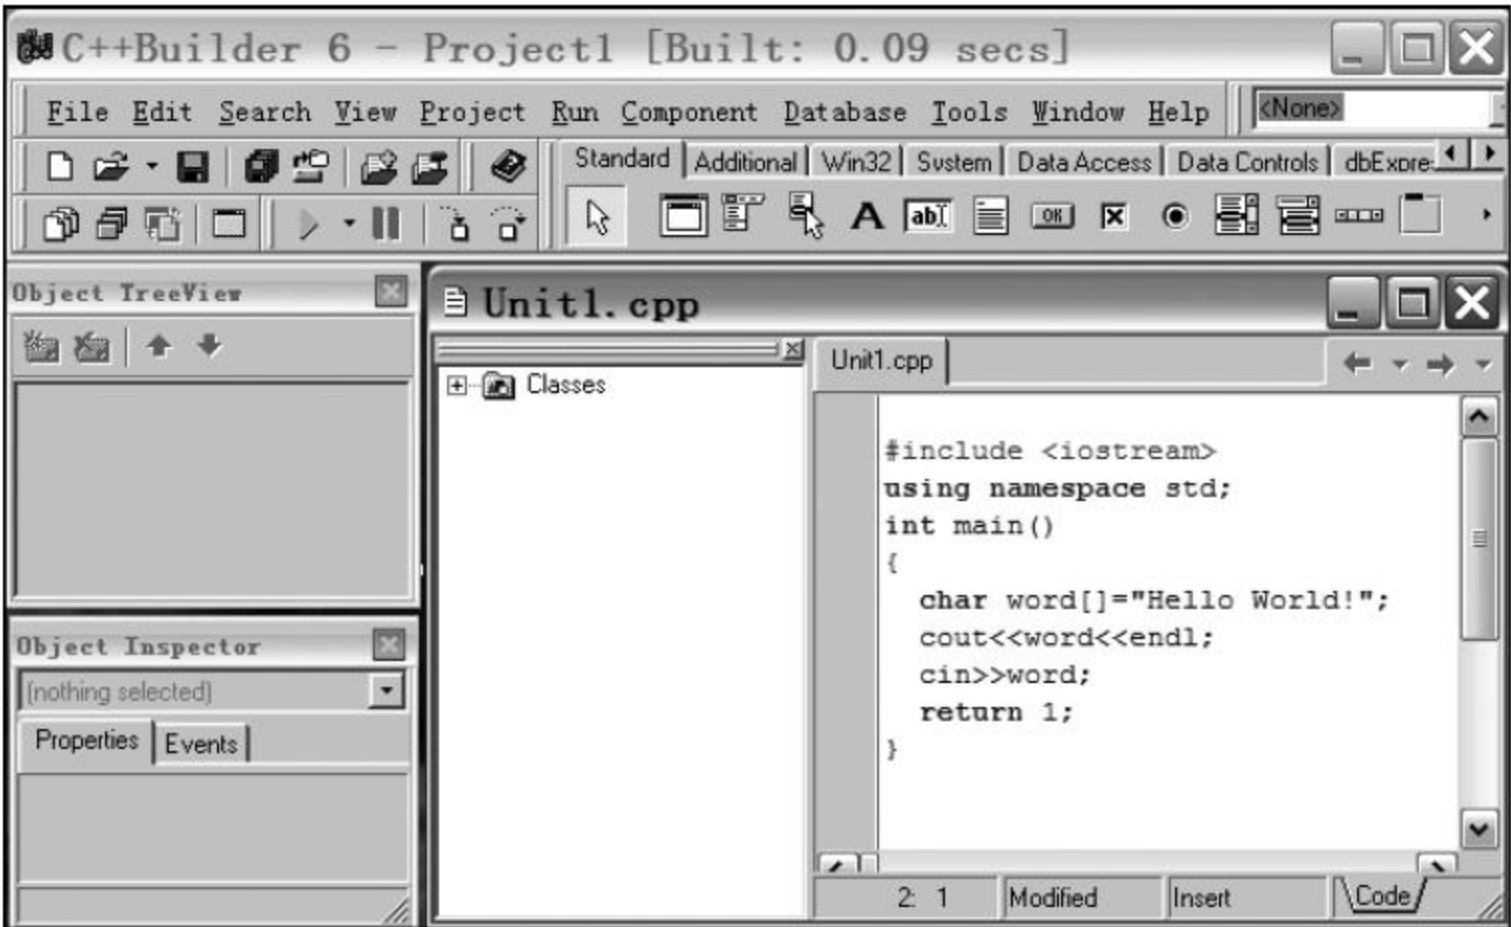 C++Builder 6 - Project1 [Built: 0.09 secs]
File Edit Search View Project Run Component Database Tools Window Help
<None>
Standard Additional Win32 System Data Access Data Controls dbExpre
A abI OK
Object TreeView
Unit1.cpp
Classes
Unit1.cpp
#include <iostream>
using namespace std;
int main()
{
char word[]="Hello World!";
cout<<word<<endl;
cin>>word;
return 1;
}
Object Inspector
(nothing selected)
Properties Events
2: 1 Modified Insert Code